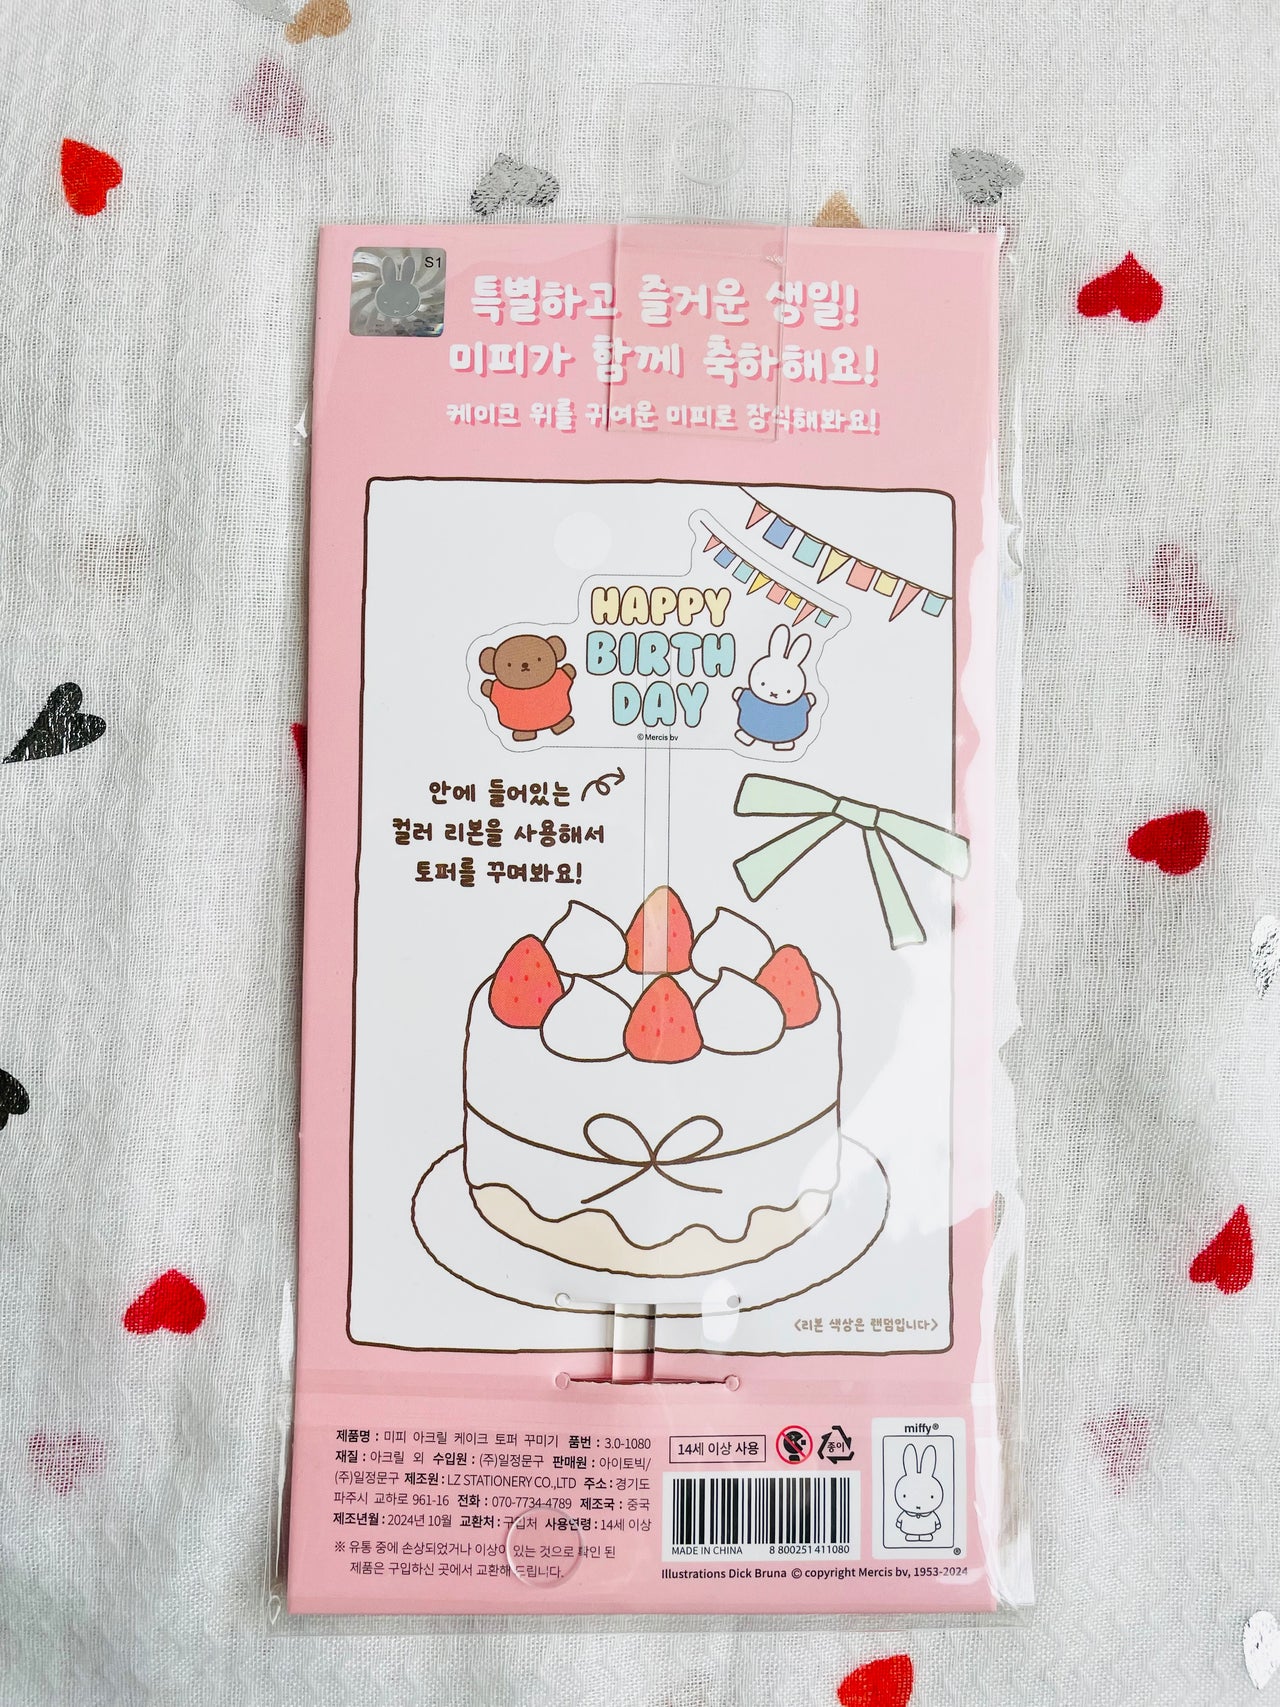 S1
특별하고 즐거운 생일!
미피가 함께 축하해요!
케이크 위를 귀여운 미피로 장식해봐요!
HAPPY
BIRTH
DAY
© Mercis bv
안에 들어있는
컬러 리본을 사용해서
토퍼를 꾸며봐요!
<리본 색상은 랜덤입니다>
제품명 : 미피 아크릴 케이크 토퍼 꾸미기 품번 : 3.0-1080
재질 : 아크릴 외 수입원 : (주)일정문구 판매원 : 아이토빅/
(주)일정문구 제조원 : LZ STATIONERY CO.,LTD 주소 : 경기도
파주시 교하로 961-16 전화 : 070-7734-4789 제조국 : 중국
제조년월 : 2024년 10월 교환처 : 구입처 사용연령 : 14세 이상
※ 유통 중에 손상되었거나 이상이 있는 것으로 확인 된
제품은 구입하신 곳에서 교환해 드립니다.
14세 이상 사용
종이
miffy®
®
MADE IN CHINA 8 800251 411080
Illustrations Dick Bruna © copyright Mercis bv, 1953-2024